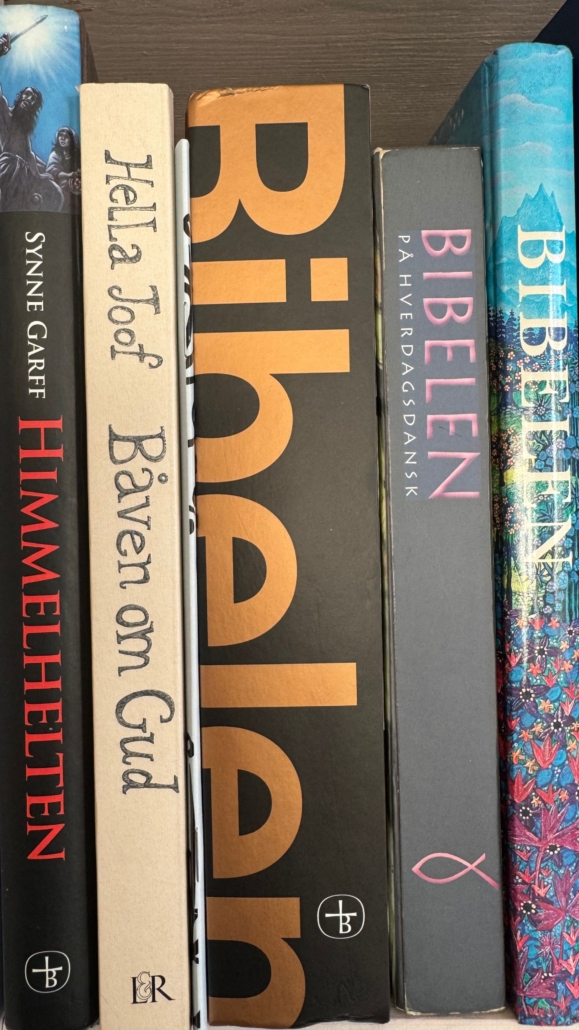 SYNNE GARFF
HIMMELHELTEN
B
Hella Joof
Båven om Gud
L&R
Bibelen
B
BIBELEN
PÅ HVERDAGSDANSK
BIBELEN